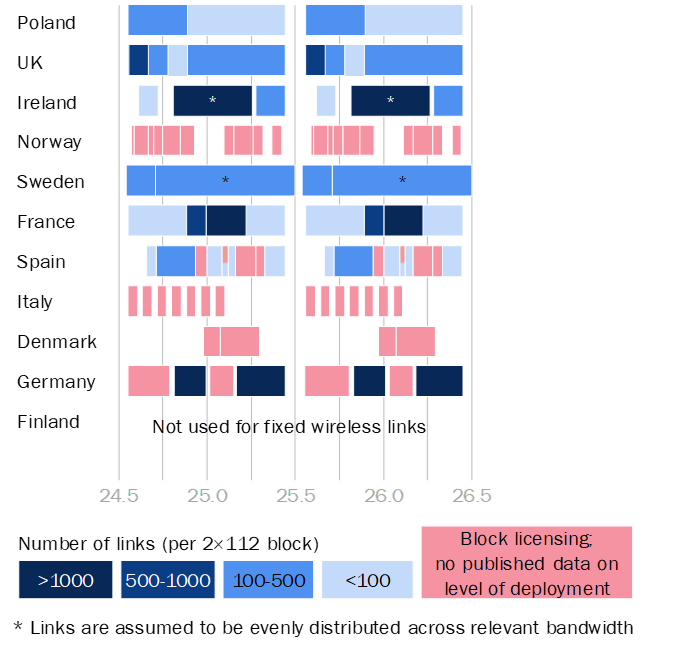 Poland
UK
Ireland
*
*
Norway
Sweden
*
*
France
Spain
Italy
Denmark
Germany
Finland
Not used for fixed wireless links
24.5 25.0 25.5 26.0 26.5
Number of links (per 2×112 block)
>1000 500-1000 100-500 <100
Block licensing;
no published data on
level of deployment
* Links are assumed to be evenly distributed across relevant bandwidth